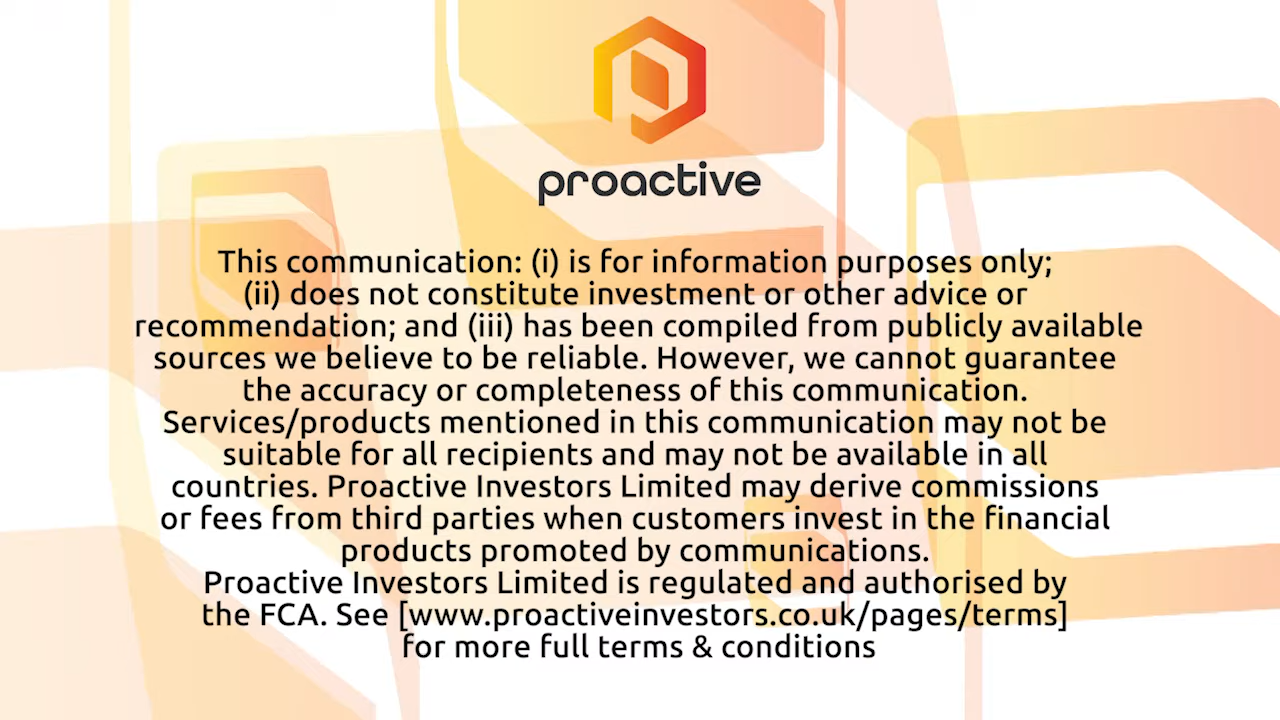 proactive
This communication: (i) is for information purposes only;
(ii) does not constitute investment or other advice or
recommendation; and (iii) has been compiled from publicly available
sources we believe to be reliable. However, we cannot guarantee
the accuracy or completeness of this communication.
Services/products mentioned in this communication may not be
suitable for all recipients and may not be available in all
countries. Proactive Investors Limited may derive commissions
or fees from third parties when customers invest in the financial
products promoted by communications.
Proactive Investors Limited is regulated and authorised by
the FCA. See [www.proactiveinvestors.co.uk/pages/terms]
for more full terms & conditions